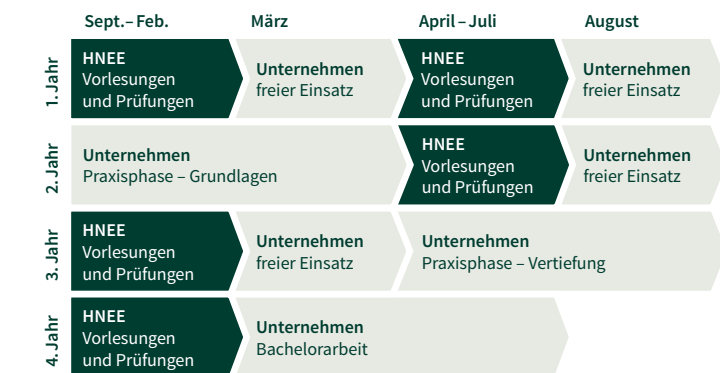 Sept.–Feb.
März
April–Juli
August
1. Jahr
HNEE
Vorlesungen
und Prüfungen
Unternehmen
freier Einsatz
HNEE
Vorlesungen
und Prüfungen
Unternehmen
freier Einsatz
2. Jahr
Unternehmen
Praxisphase – Grundlagen
HNEE
Vorlesungen
und Prüfungen
Unternehmen
freier Einsatz
3. Jahr
HNEE
Vorlesungen
und Prüfungen
Unternehmen
freier Einsatz
Unternehmen
Praxisphase – Vertiefung
4. Jahr
HNEE
Vorlesungen
und Prüfungen
Unternehmen
Bachelorarbeit